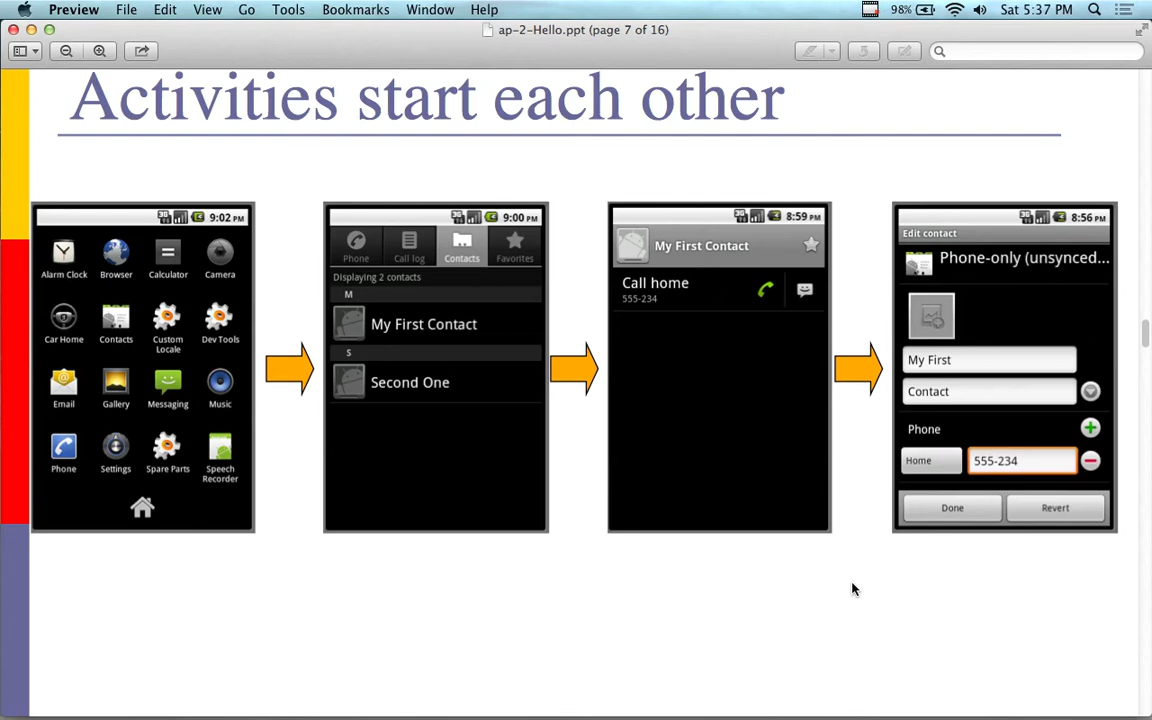 Preview File Edit View Go Tools Bookmarks Window Help 98% Sat 5:37 PM
ap-2-Hello.ppt (page 7 of 16)
Activities start each other
9:02 PM
Alarm Clock Browser Calculator Camera
Car Home Contacts Custom Locale Dev Tools
Email Gallery Messaging Music
Phone Settings Spare Parts Speech Recorder
3G 9:00 PM
Phone Call log Contacts Favorites
Displaying 2 contacts
M
My First Contact
S
Second One
3G 8:59 PM
My First Contact
Call home
555-234
3G 8:56 PM
Edit contact
Phone-only (unsynced...
My First
Contact
Phone
Home 555-234
Done Revert